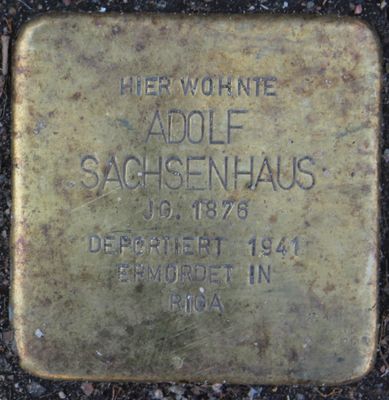 HIER WOHNTE
ADOLF
SACHSENHAUS
JG. 1876
DEPORTIERT 1941
ERMORDET IN
RIGA